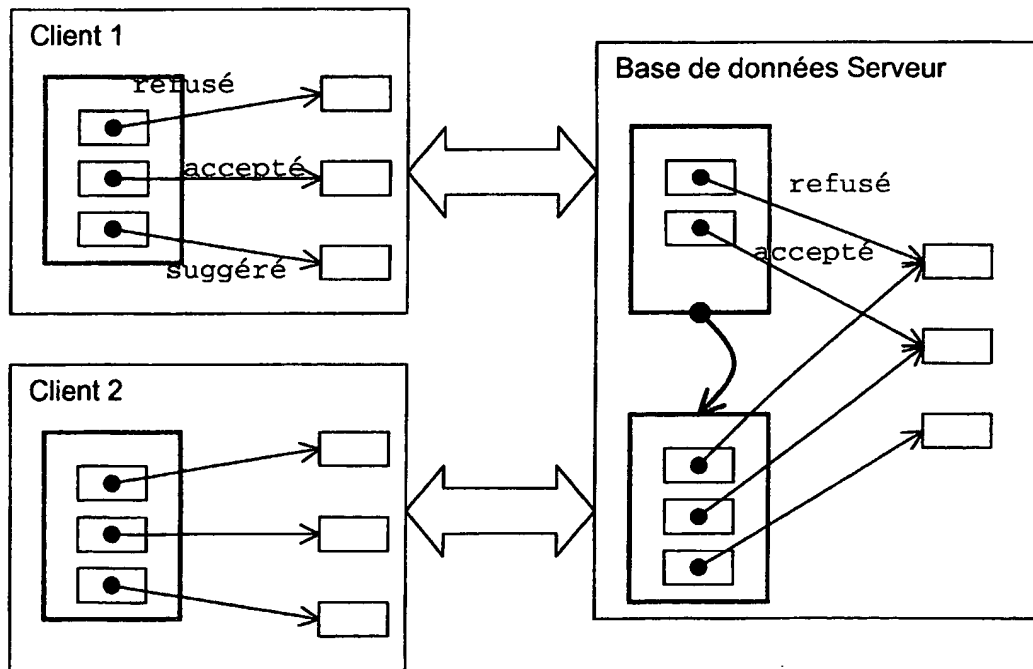 Client 1
refusé
accepté
suggéré
Client 2
Base de données Serveur
refusé
accepté